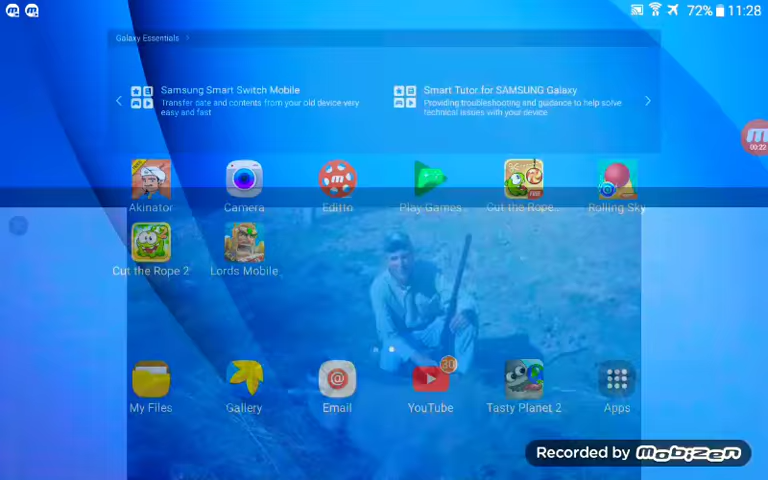 72% 11:28
Galaxy Essentials
Samsung Smart Switch Mobile
Transfer data and contents from your old device very
easy and fast
Smart Tutor for SAMSUNG Galaxy
Providing troubleshooting and guidance to help solve
technical issues with your device
00:22
Akinator
Camera
Editto
Play Games
Cut the Rope..
Rolling Sky
Cut the Rope 2
Lords Mobile
30
My Files
Gallery
Email
YouTube
Tasty Planet 2
Apps
Recorded by mobizen